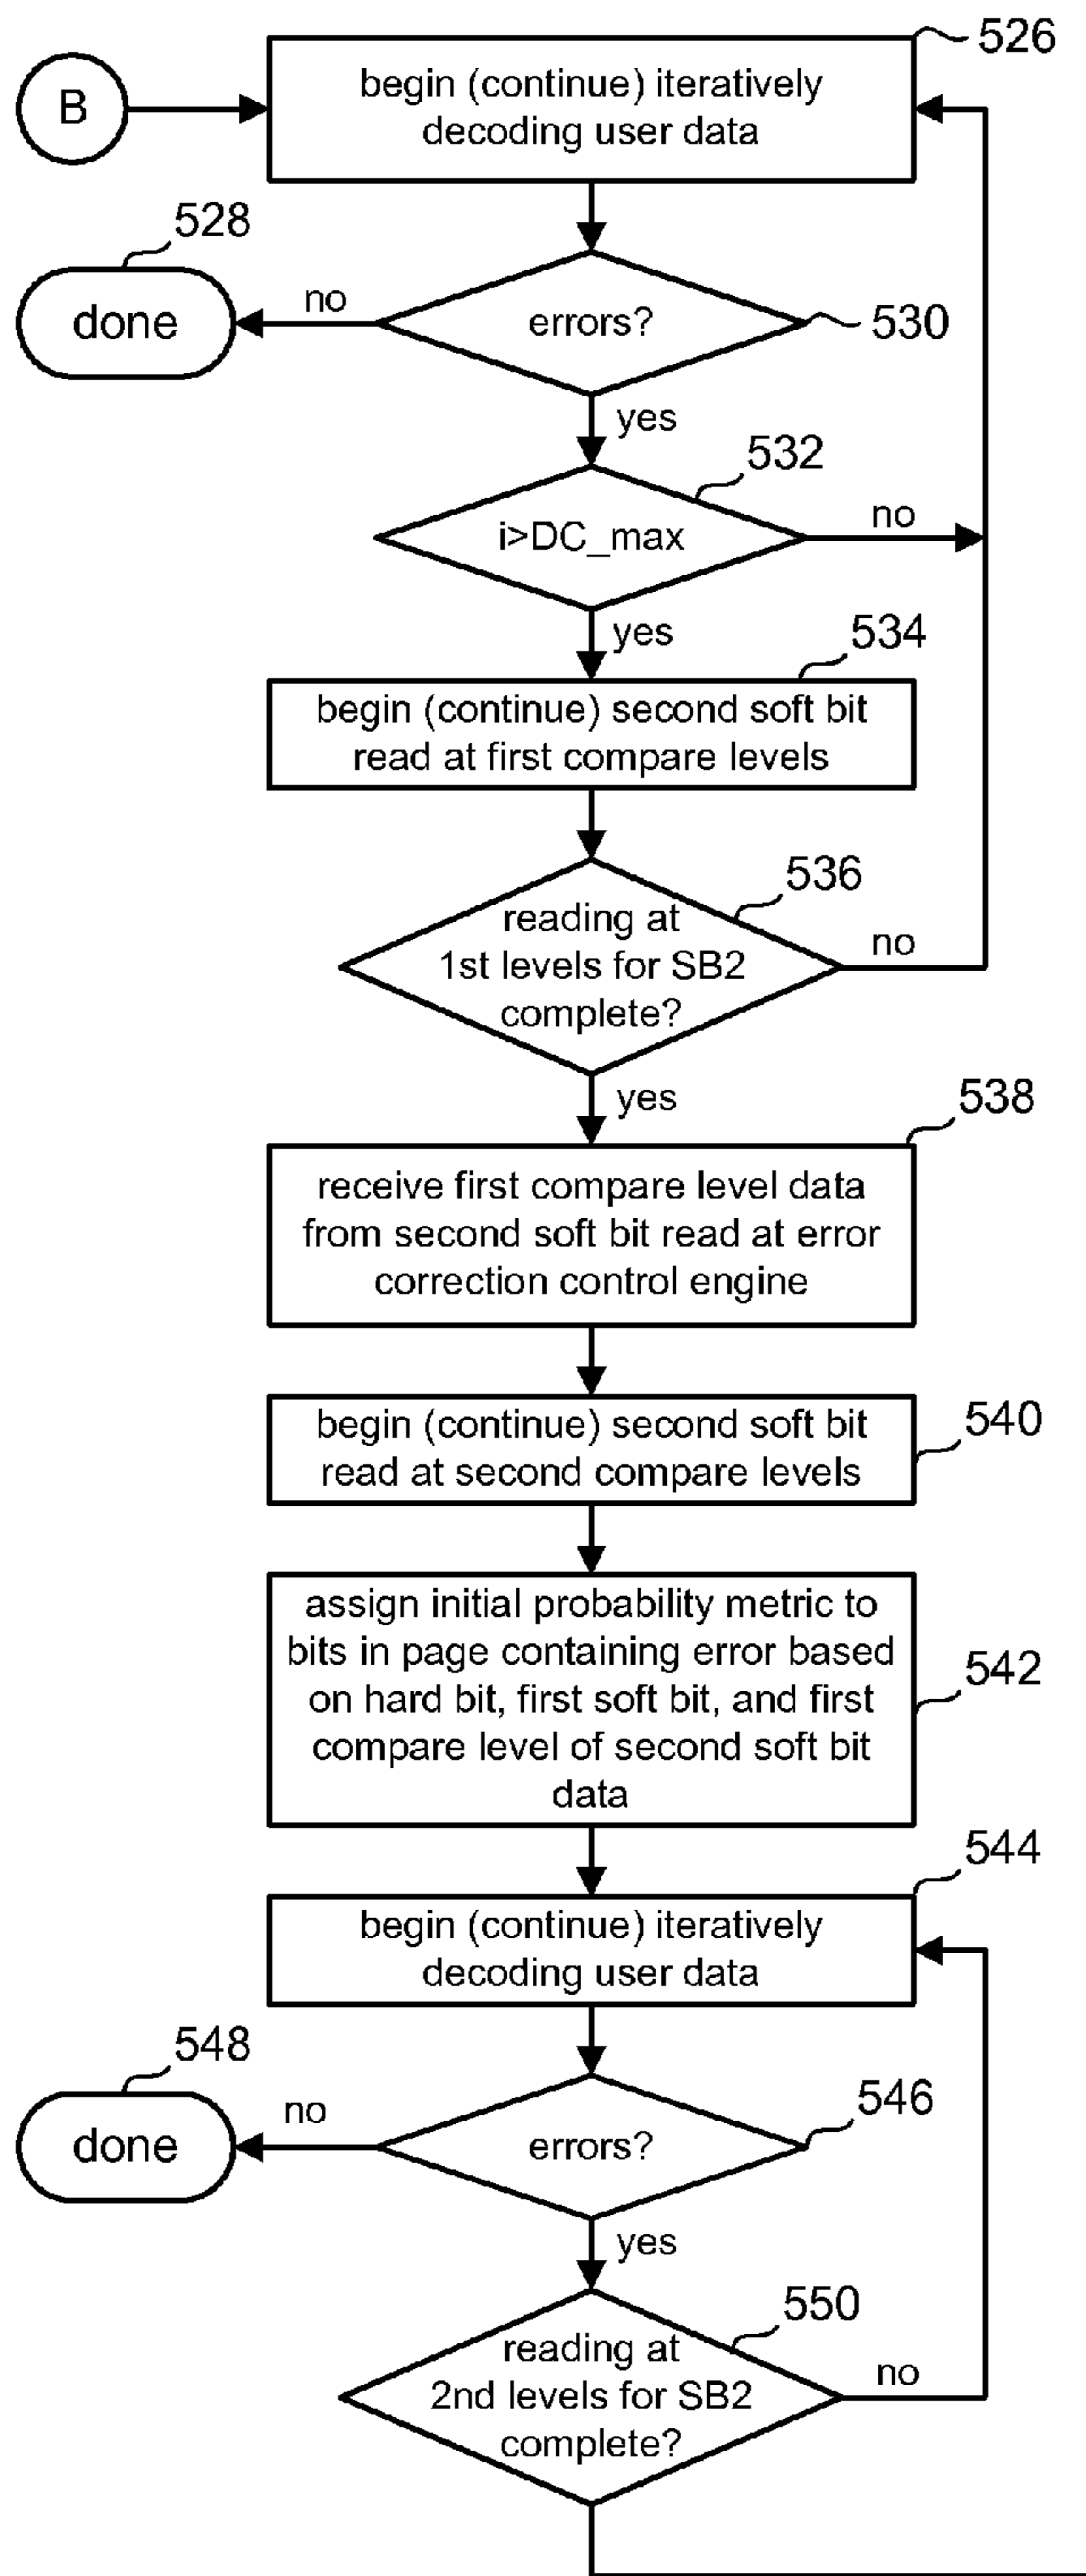 526
B
begin (continue) iteratively
decoding user data
528
done
no
errors?
530
yes
532
i>DC_max
no
yes
534
begin (continue) second soft bit
read at first compare levels
536
reading at
1st levels for SB2
complete?
no
yes
538
receive first compare level data
from second soft bit read at error
correction control engine
540
begin (continue) second soft bit
read at second compare levels
assign initial probability metric to
bits in page containing error based
on hard bit, first soft bit, and first
compare level of second soft bit
data
542
544
begin (continue) iteratively
decoding user data
548
done
no
errors?
546
yes
550
reading at
2nd levels for SB2
complete?
no